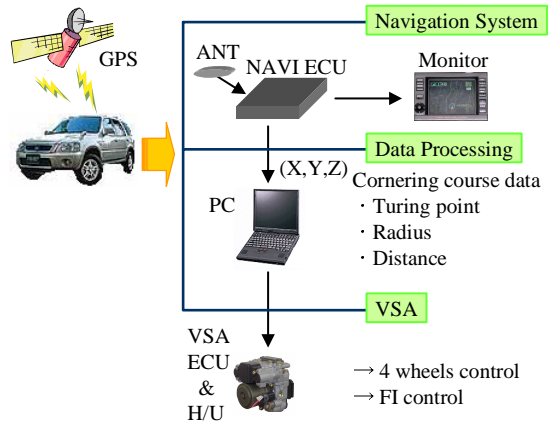 Navigation System
GPS
ANT
NAVI ECU
Monitor
Data Processing
(X,Y,Z)
Cornering course data
PC
・Turing point
・Radius
・Distance
VSA
VSA
ECU
&
H/U
→ 4 wheels control
→ FI control